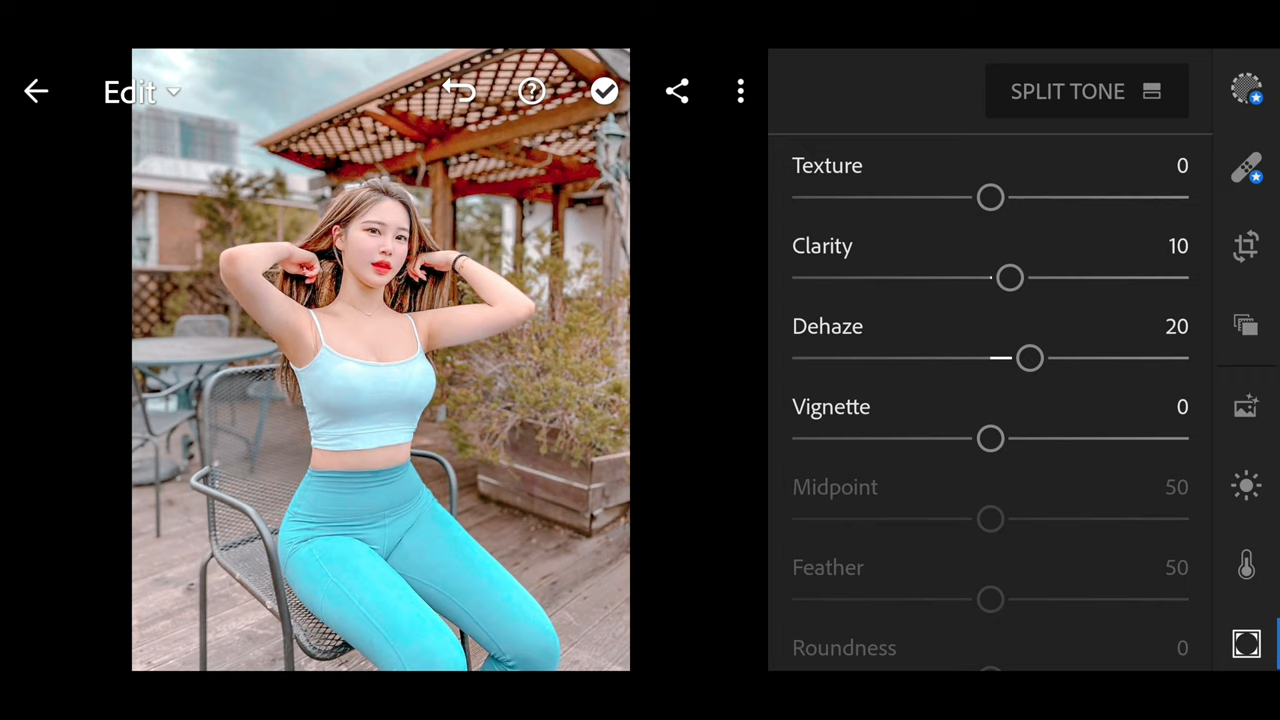 Edit
SPLIT TONE
Texture 0
Clarity 10
Dehaze 20
Vignette 0
Midpoint 50
Feather 50
Roundness 0